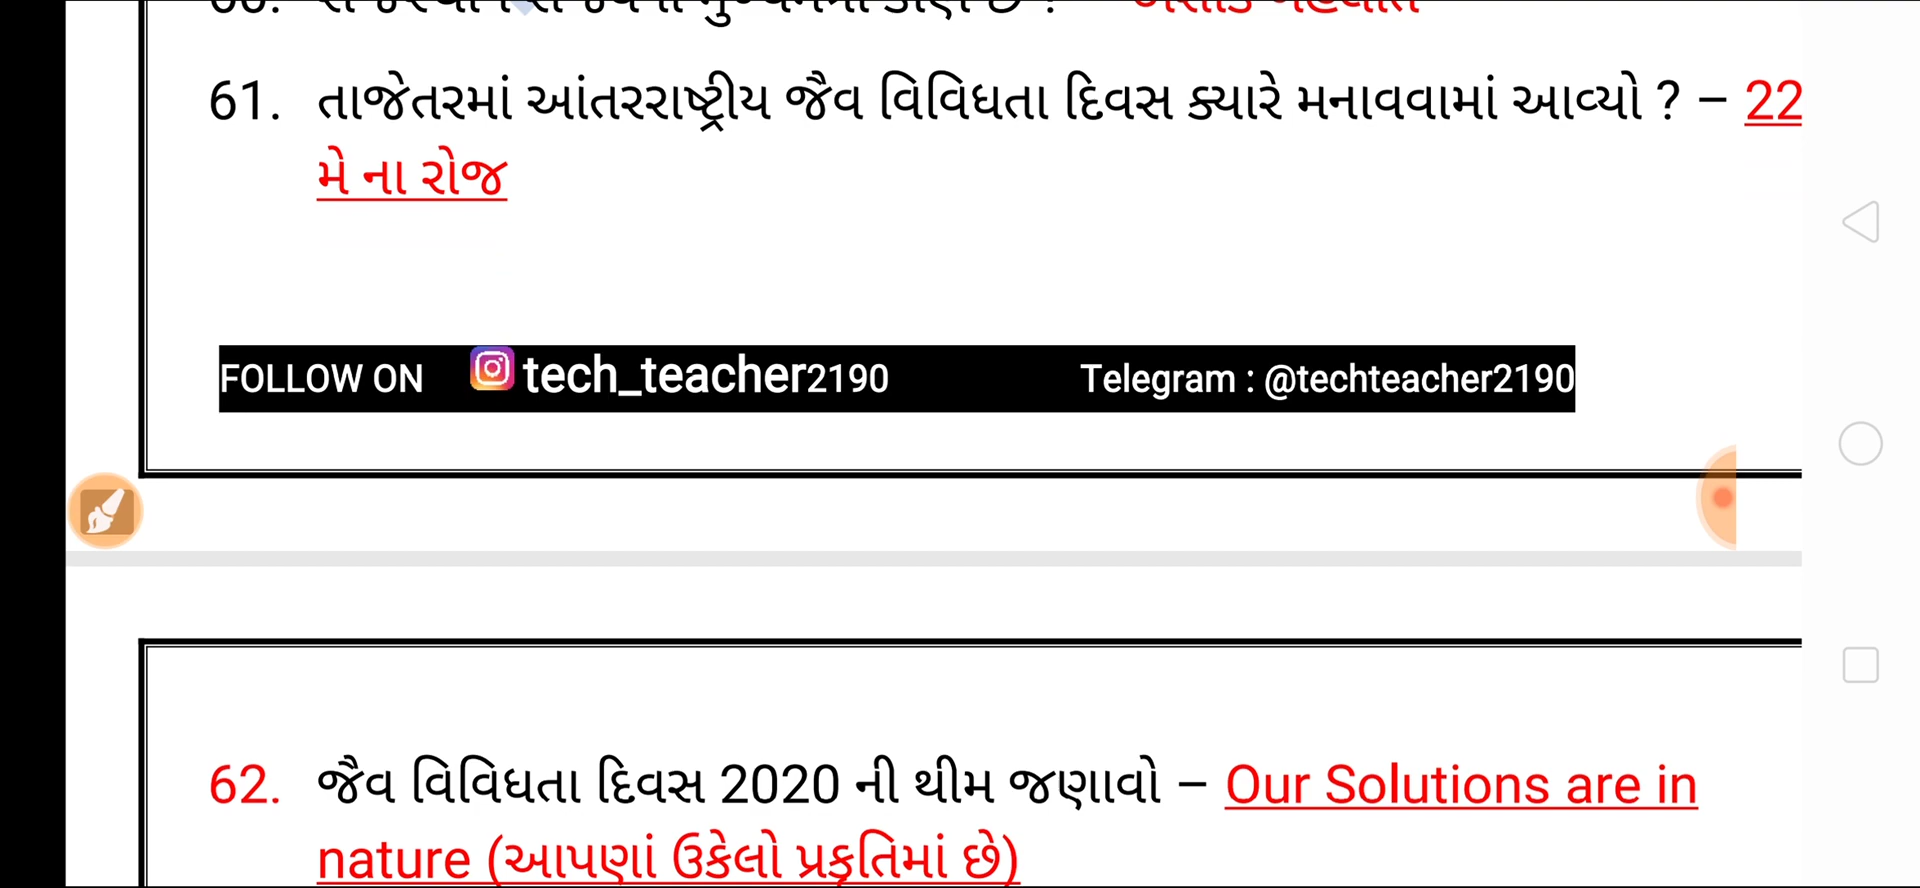 61. તાજેતરમાં આંતરરાષ્ટ્રીય જૈવ વિવિધતા દિવસ ક્યારે મનાવવામાં આવ્યો ? – 22
મે ના રોજ
FOLLOW ON tech_teacher2190 Telegram : @techteacher2190
62. જૈવ વિવિધતા દિવસ 2020 ની થીમ જણાવો – Our Solutions are in
nature (આપણાં ઉકેલો પ્રકૃતિમાં છે)